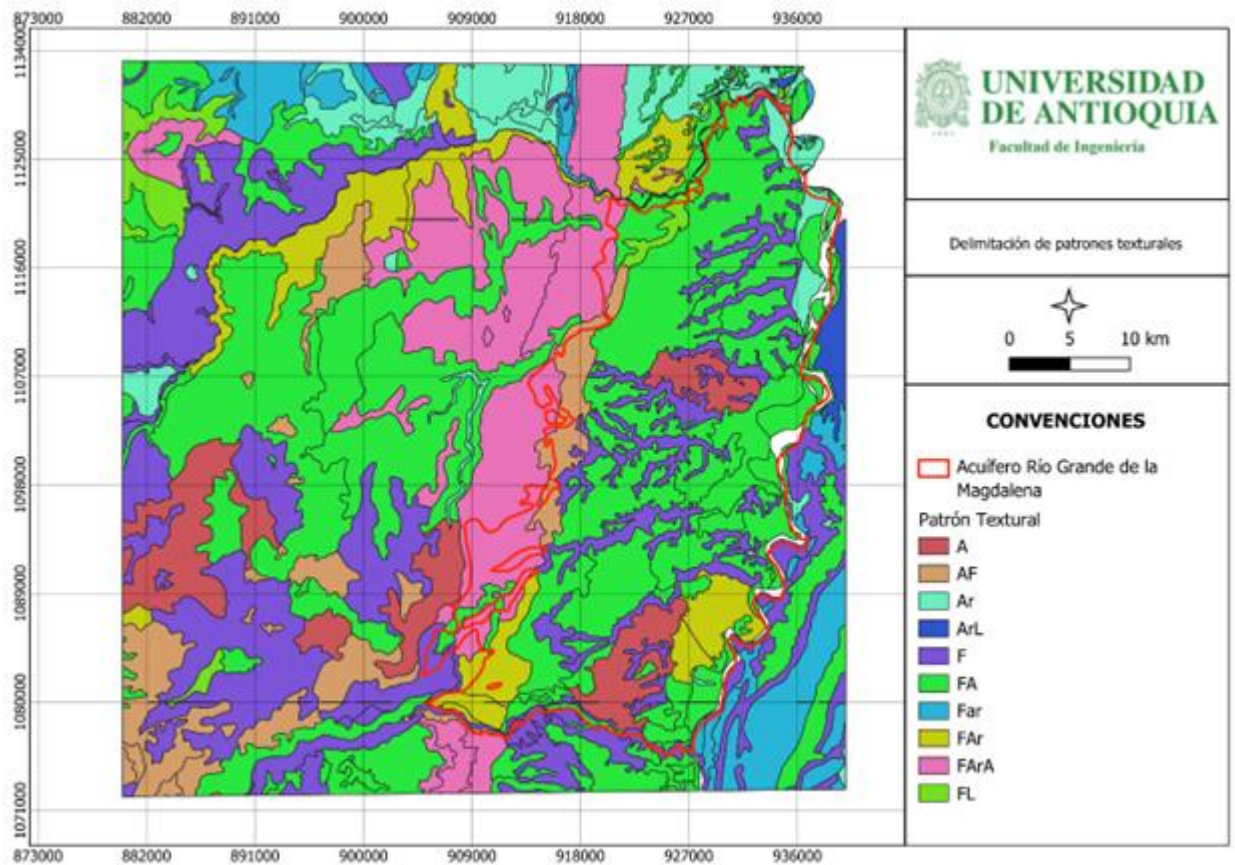 873000 882000 891000 900000 909000 918000 927000 936000
1134000
1125000
1116000
1107000
1098000
1089000
1080000
1071000
873000 882000 891000 900000 909000 918000 927000 936000
UNIVERSIDAD
DE ANTIOQUIA
Facultad de Ingeniería
Delimitación de patrones texturales
0 5 10 km
CONVENCIONES
Acuífero Río Grande de la
Magdalena
Patrón Textural
A
AF
Ar
ArL
F
FA
Far
FAr
FArA
FL